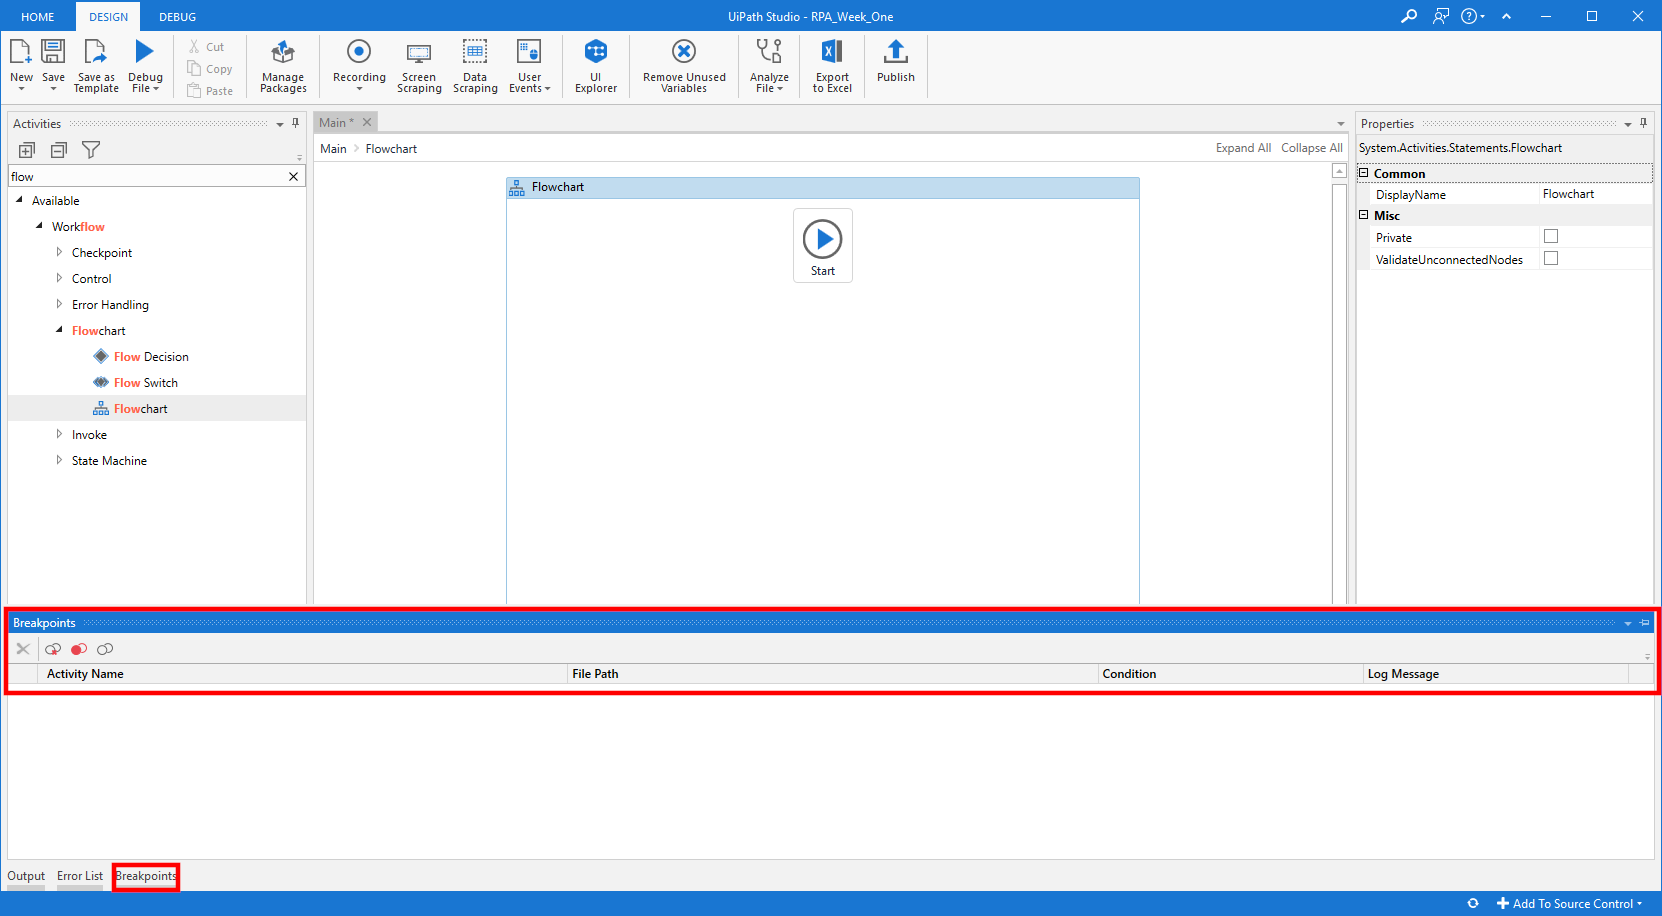 HOME DESIGN DEBUG UiPath Studio - RPA_Week_One
New Save Save as Template Debug File Cut Copy Paste Manage Packages Recording Screen Scraping Data Scraping User Events UI Explorer Remove Unused Variables Analyze File Export to Excel Publish
Activities
flow
Available
Workflow
Checkpoint
Control
Error Handling
Flowchart
Flow Decision
Flow Switch
Flowchart
Invoke
State Machine
Main *
Main Flowchart Expand All Collapse All
Flowchart
Start
Properties
System.Activities.Statements.Flowchart
Common
DisplayName Flowchart
Misc
Private
ValidateUnconnectedNodes
Breakpoints
Activity Name File Path Condition Log Message
Output Error List Breakpoints
Add To Source Control